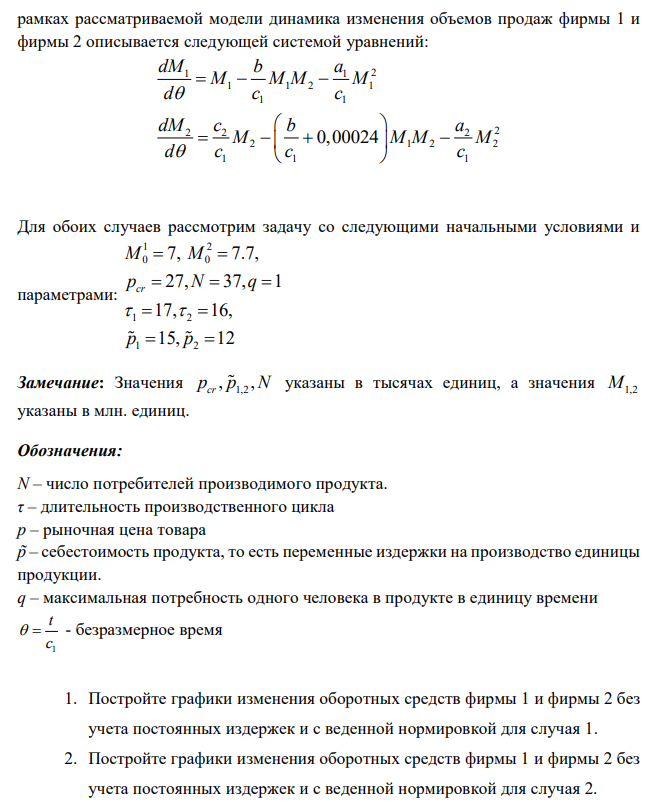 рамках рассматриваемой модели динамика изменения объемов продаж фирмы 1 и
фирмы 2 описывается следующей системой уравнений:
dM₁/dθ = M₁ − (b/c₁) M₁M₂ − (a₁/c₁) M₁²
dM₂/dθ = (c₂/c₁) M₂ − (b/c₁ + 0,00024) M₁M₂ − (a₂/c₁) M₂²
Для обоих случаев рассмотрим задачу со следующими начальными условиями и
параметрами:
M₀¹ = 7, M₀² = 7.7,
p_cr = 27, N = 37, q = 1
τ₁ = 17, τ₂ = 16,
p̃₁ = 15, p̃₂ = 12
Замечание: Значения p_cr, p̃₁,₂, N указаны в тысячах единиц, а значения M₁,₂
указаны в млн. единиц.
Обозначения:
N – число потребителей производимого продукта.
τ – длительность производственного цикла
p – рыночная цена товара
p̃ – себестоимость продукта, то есть переменные издержки на производство единицы
продукции.
q – максимальная потребность одного человека в продукте в единицу времени
θ = t/c₁ - безразмерное время
1. Постройте графики изменения оборотных средств фирмы 1 и фирмы 2 без
учета постоянных издержек и с веденной нормировкой для случая 1.
2. Постройте графики изменения оборотных средств фирмы 1 и фирмы 2 без
учета постоянных издержек и с веденной нормировкой для случая 2.